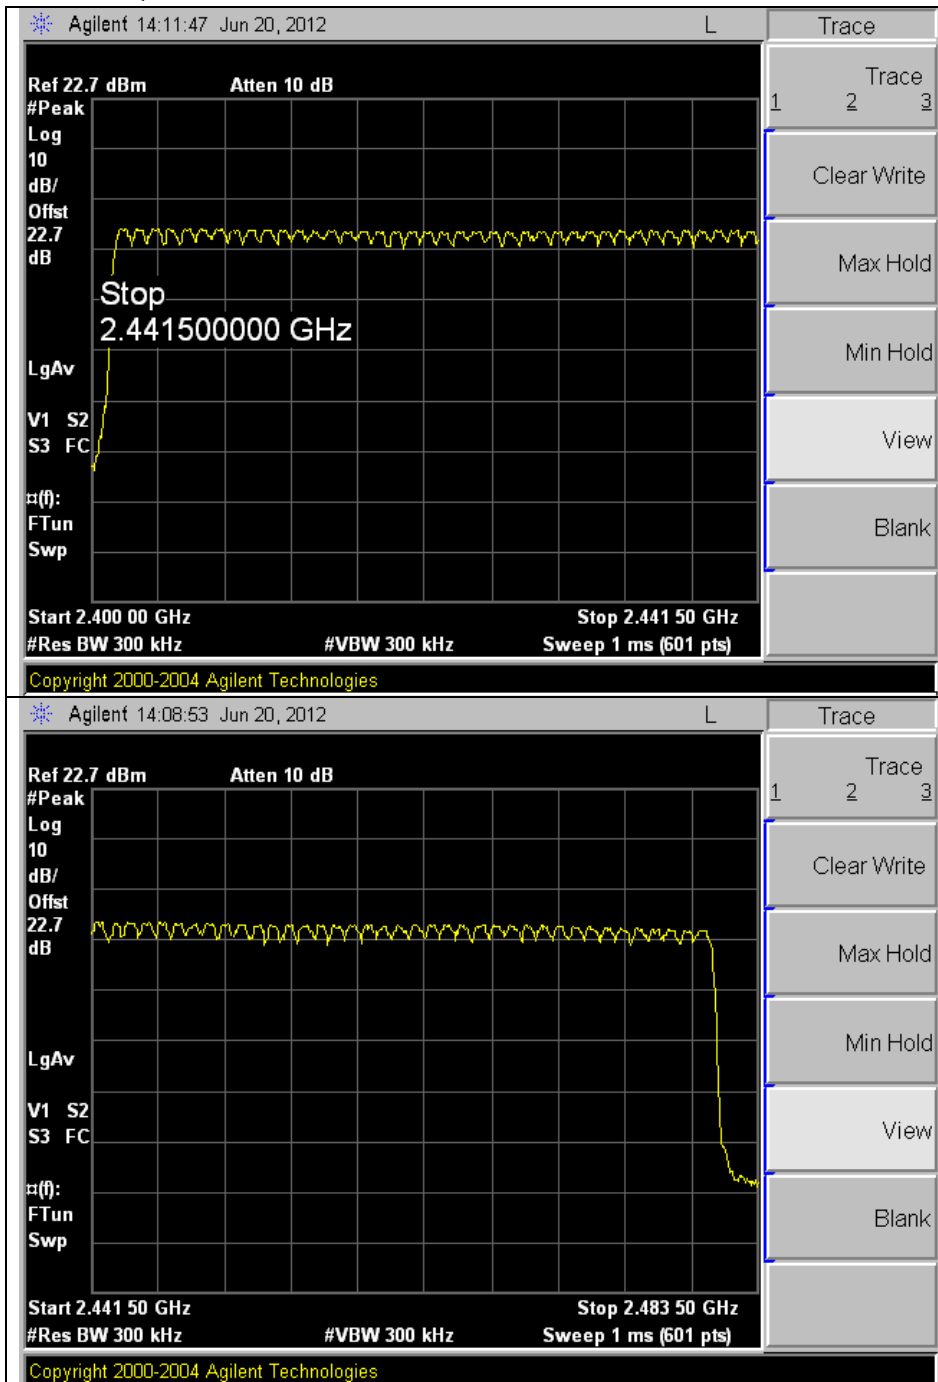 Agilent 14:11:47 Jun 20, 2012 L Trace
Ref 22.7 dBm Atten 10 dB
#Peak
Log
10
dB/
Offst
22.7
dB
LgAv
V1 S2
S3 FC
¤(f):
FTun
Swp
Stop
2.441500000 GHz
Start 2.400 00 GHz Stop 2.441 50 GHz
#Res BW 300 kHz #VBW 300 kHz Sweep 1 ms (601 pts)
Trace
1 2 3
Clear Write
Max Hold
Min Hold
View
Blank
Copyright 2000-2004 Agilent Technologies
Agilent 14:08:53 Jun 20, 2012 L Trace
Ref 22.7 dBm Atten 10 dB
#Peak
Log
10
dB/
Offst
22.7
dB
LgAv
V1 S2
S3 FC
¤(f):
FTun
Swp
Start 2.441 50 GHz Stop 2.483 50 GHz
#Res BW 300 kHz #VBW 300 kHz Sweep 1 ms (601 pts)
Trace
1 2 3
Clear Write
Max Hold
Min Hold
View
Blank
Copyright 2000-2004 Agilent Technologies